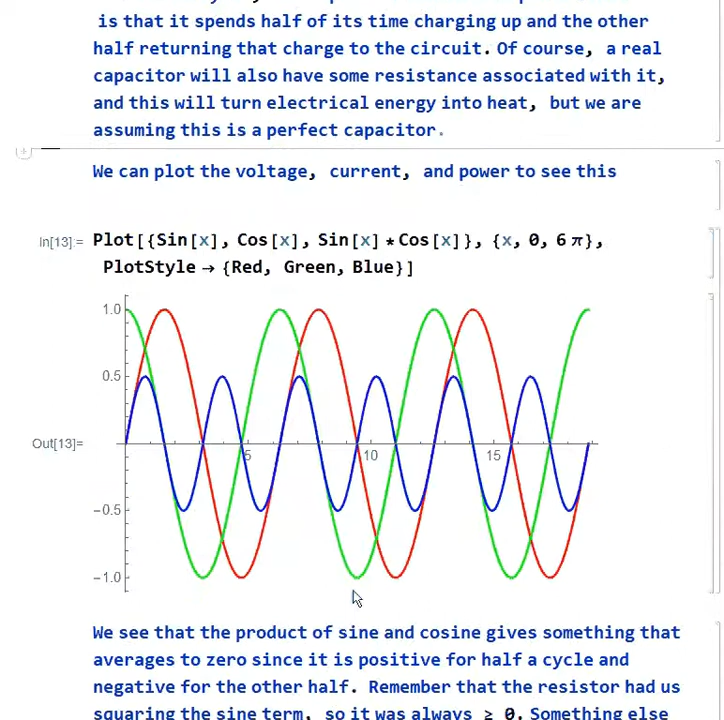 is that it spends half of its time charging up and the other
half returning that charge to the circuit. Of course, a real
capacitor will also have some resistance associated with it,
and this will turn electrical energy into heat, but we are
assuming this is a perfect capacitor.
We can plot the voltage, current, and power to see this
In[13]:= Plot[{Sin[x], Cos[x], Sin[x] * Cos[x]}, {x, 0, 6 π},
PlotStyle → {Red, Green, Blue}]
1.0
0.5
Out[13]=
5 10 15
-0.5
-1.0
We see that the product of sine and cosine gives something that
averages to zero since it is positive for half a cycle and
negative for the other half. Remember that the resistor had us
squaring the sine term, so it was always ≥ 0. Something else